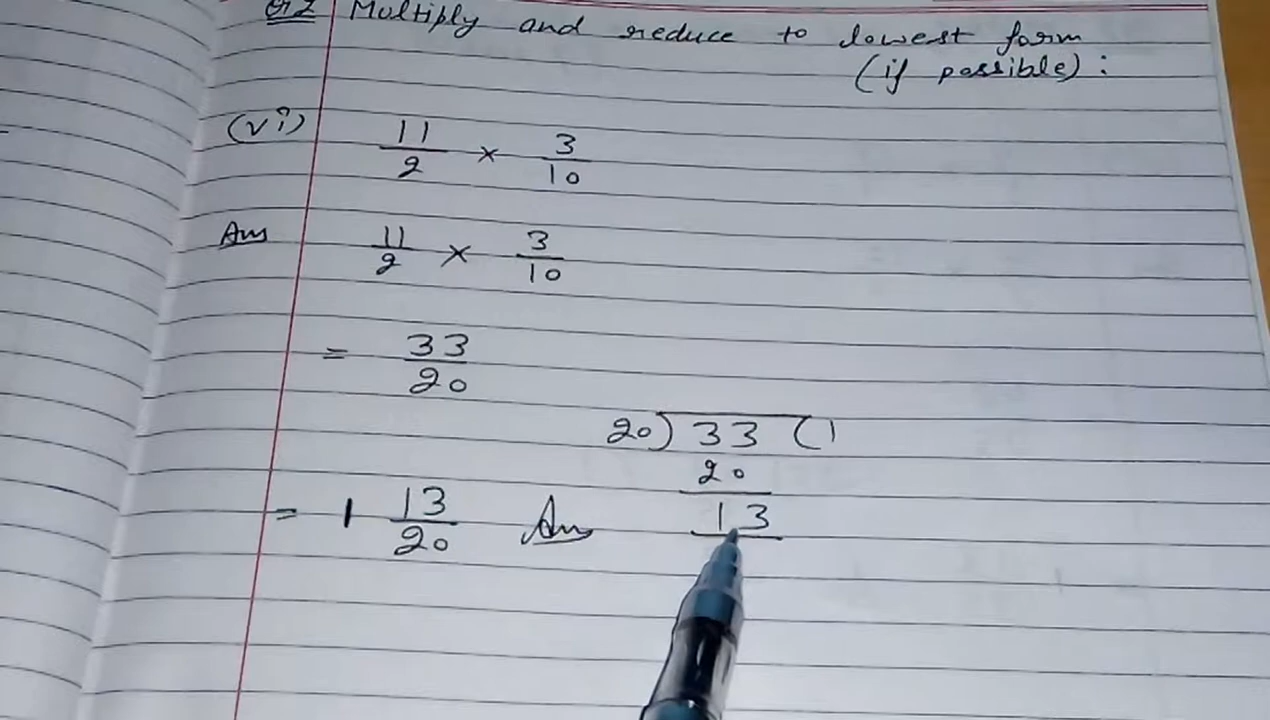 Q.2 Multiply and reduce to lowest form
(if possible) :
(vi) 11/2 × 3/10
Ans 11/2 × 3/10
= 33/20
20) 33 (1
20
13
= 1 13/20 Ans